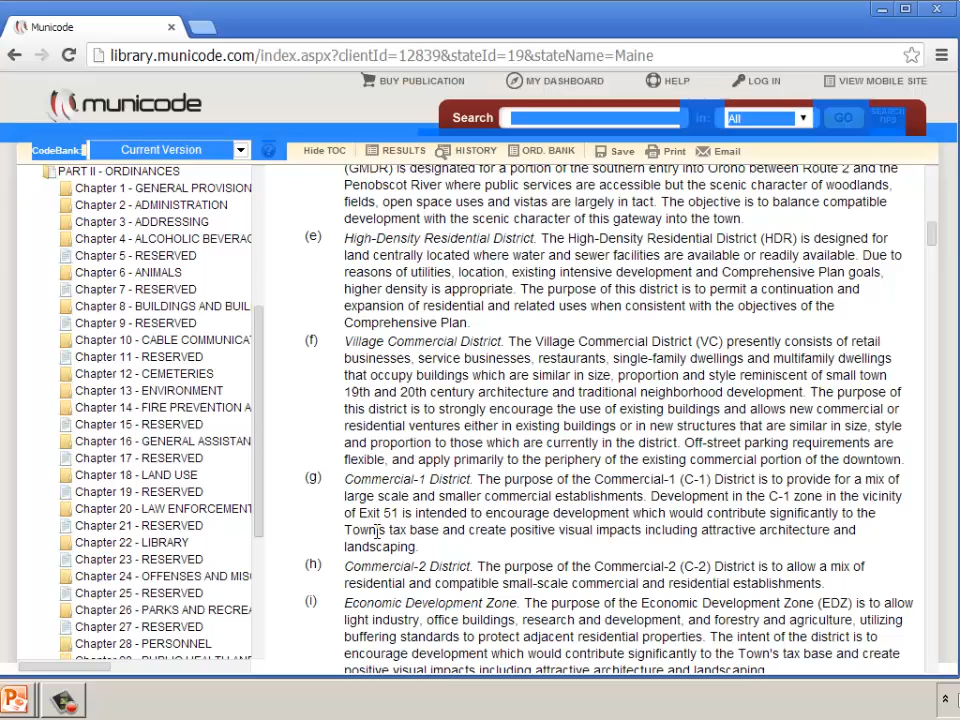 Municode
library.municode.com/index.aspx?clientId=12839&stateId=19&stateName=Maine
BUY PUBLICATION MY DASHBOARD HELP LOG IN VIEW MOBILE SITE
municode
Search in: All GO SEARCH TIPS
CodeBank: Current Version ? Hide TOC RESULTS HISTORY ORD. BANK Save Print Email
PART II - ORDINANCES
Chapter 1 - GENERAL PROVISION
Chapter 2 - ADMINISTRATION
Chapter 3 - ADDRESSING
Chapter 4 - ALCOHOLIC BEVERAG
Chapter 5 - RESERVED
Chapter 6 - ANIMALS
Chapter 7 - RESERVED
Chapter 8 - BUILDINGS AND BUIL
Chapter 9 - RESERVED
Chapter 10 - CABLE COMMUNICA
Chapter 11 - RESERVED
Chapter 12 - CEMETERIES
Chapter 13 - ENVIRONMENT
Chapter 14 - FIRE PREVENTION A
Chapter 15 - RESERVED
Chapter 16 - GENERAL ASSISTAN
Chapter 17 - RESERVED
Chapter 18 - LAND USE
Chapter 19 - RESERVED
Chapter 20 - LAW ENFORCEMENT
Chapter 21 - RESERVED
Chapter 22 - LIBRARY
Chapter 23 - RESERVED
Chapter 24 - OFFENSES AND MIS
Chapter 25 - RESERVED
Chapter 26 - PARKS AND RECREA
Chapter 27 - RESERVED
Chapter 28 - PERSONNEL
(GMDR) is designated for a portion of the southern entry into Orono between Route 2 and the
Penobscot River where public services are accessible but the scenic character of woodlands,
fields, open space uses and vistas are largely in tact. The objective is to balance compatible
development with the scenic character of this gateway into the town.
(e) High-Density Residential District. The High-Density Residential District (HDR) is designed for
land centrally located where water and sewer facilities are available or readily available. Due to
reasons of utilities, location, existing intensive development and Comprehensive Plan goals,
higher density is appropriate. The purpose of this district is to permit a continuation and
expansion of residential and related uses when consistent with the objectives of the
Comprehensive Plan.
(f) Village Commercial District. The Village Commercial District (VC) presently consists of retail
businesses, service businesses, restaurants, single-family dwellings and multifamily dwellings
that occupy buildings which are similar in size, proportion and style reminiscent of small town
19th and 20th century architecture and traditional neighborhood development. The purpose of
this district is to strongly encourage the use of existing buildings and allows new commercial or
residential ventures either in existing buildings or in new structures that are similar in size, style
and proportion to those which are currently in the district. Off-street parking requirements are
flexible, and apply primarily to the periphery of the existing commercial portion of the downtown.
(g) Commercial-1 District. The purpose of the Commercial-1 (C-1) District is to provide for a mix of
large scale and smaller commercial establishments. Development in the C-1 zone in the vicinity
of Exit 51 is intended to encourage development which would contribute significantly to the
Town's tax base and create positive visual impacts including attractive architecture and
landscaping.
(h) Commercial-2 District. The purpose of the Commercial-2 (C-2) District is to allow a mix of
residential and compatible small-scale commercial and residential establishments.
(i) Economic Development Zone. The purpose of the Economic Development Zone (EDZ) is to allow
light industry, office buildings, research and development, and forestry and agriculture, utilizing
buffering standards to protect adjacent residential properties. The intent of the district is to
encourage development which would contribute significantly to the Town's tax base and create
positive visual impacts including attractive architecture and landscaping.